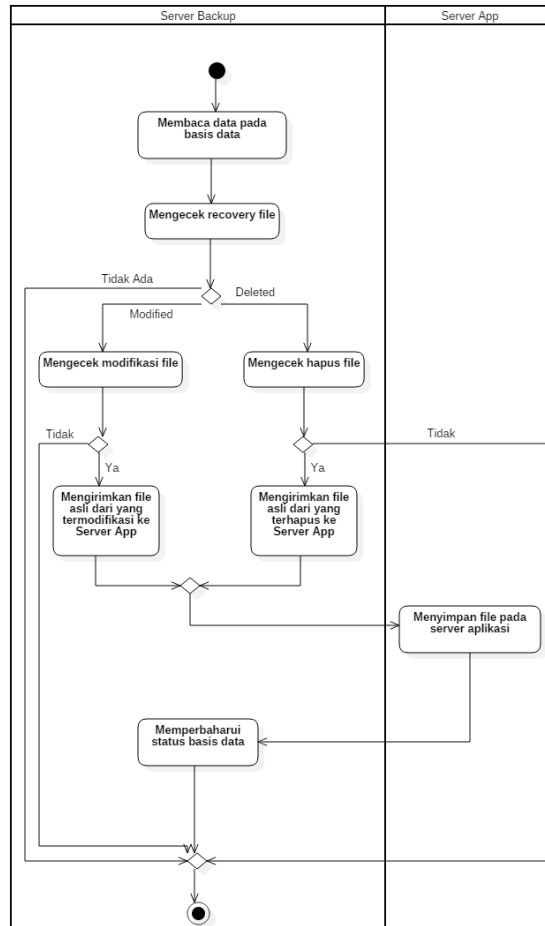 Server Backup
Server App
Membaca data pada
basis data
Mengecek recovery file
Tidak Ada
Deleted
Modified
Mengecek modifikasi file
Mengecek hapus file
Tidak
Tidak
Ya
Ya
Mengirimkan file
asli dari yang
termodifikasi ke
Server App
Mengirimkan file
asli dari yang
terhapus ke
Server App
Menyimpan file pada
server aplikasi
Memperbaharui
status basis data